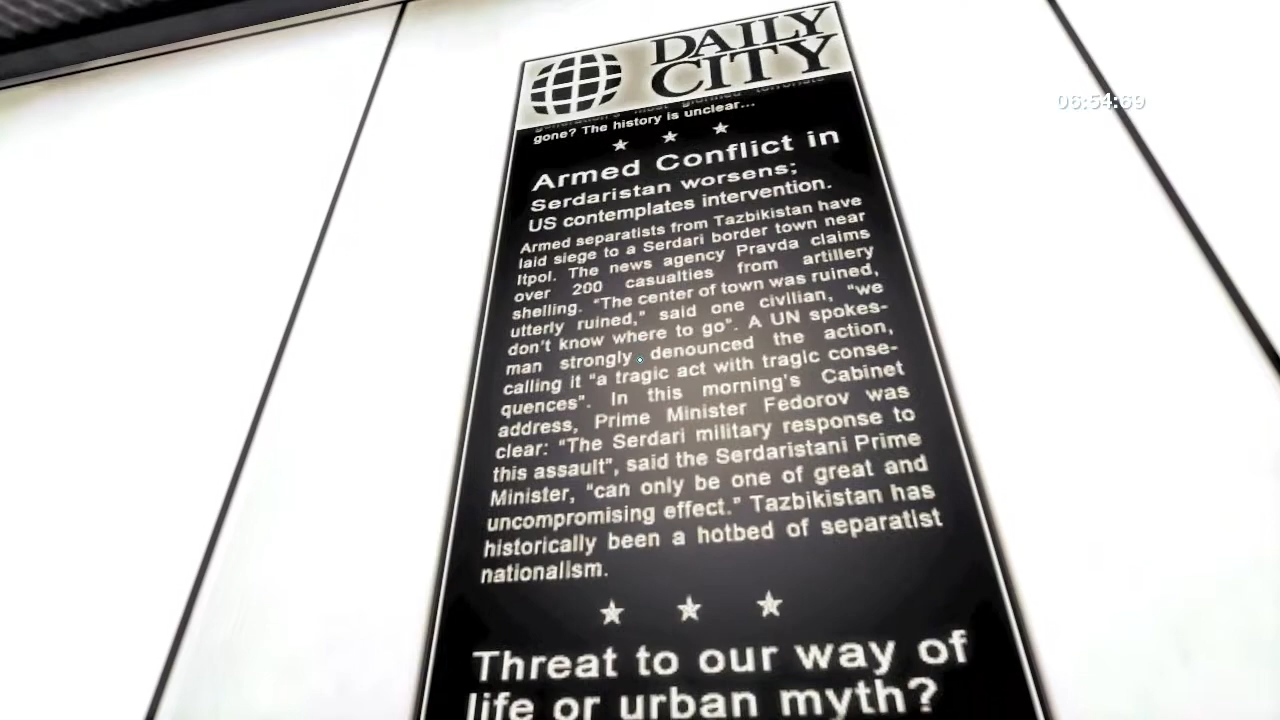 DAILY
CITY
06:54:69
generation's most planned terrorists
gone? The history is unclear...
Armed Conflict in
Serdaristan worsens;
US contemplates intervention.
Armed separatists from Tazbikistan have
laid siege to a Serdari border town near
Itpol. The news agency Pravda claims
over 200 casualties from artillery
shelling. "The center of town was ruined,
utterly ruined," said one civilian, "we
don't know where to go". A UN spokes-
man strongly denounced the action,
calling it "a tragic act with tragic conse-
quences". In this morning's Cabinet
address, Prime Minister Fedorov was
clear: "The Serdari military response to
this assault", said the Serdaristani Prime
Minister, "can only be one of great and
uncompromising effect." Tazbikistan has
historically been a hotbed of separatist
nationalism.
Threat to our way of
life or urban myth?